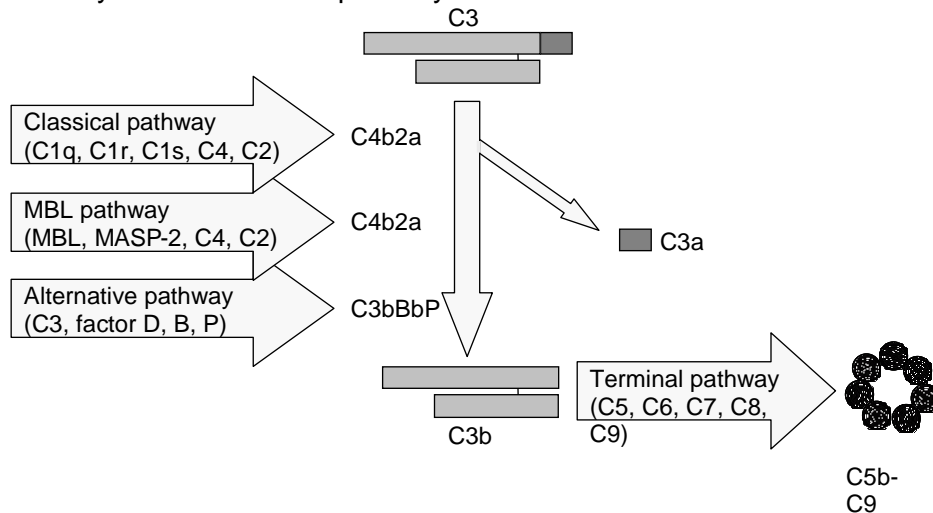 C3
Classical pathway
(C1q, C1r, C1s, C4, C2)
C4b2a
MBL pathway
(MBL, MASP-2, C4, C2)
C4b2a
C3a
Alternative pathway
(C3, factor D, B, P)
C3bBbP
Terminal pathway
(C5, C6, C7, C8,
C9)
C3b
C5b-
C9